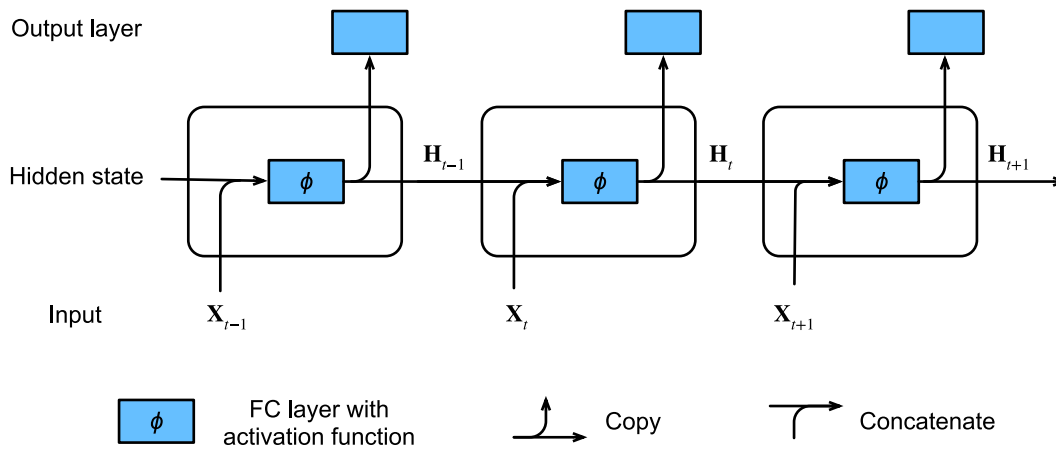 Output layer
Hidden state
ϕ
H_{t−1}
ϕ
H_t
ϕ
H_{t+1}
Input
X_{t−1}
X_t
X_{t+1}
ϕ
FC layer with
activation function
Copy
Concatenate